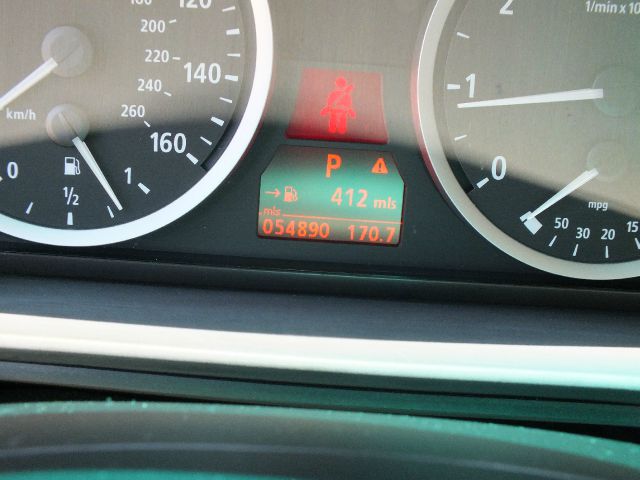 180 120
200
220 140
240
km/h
260 160
0 1/2 1
P
→ 412 mls
mls
054890 170.7
2 1/min x 10
1
0
mpg
50 30 20 15